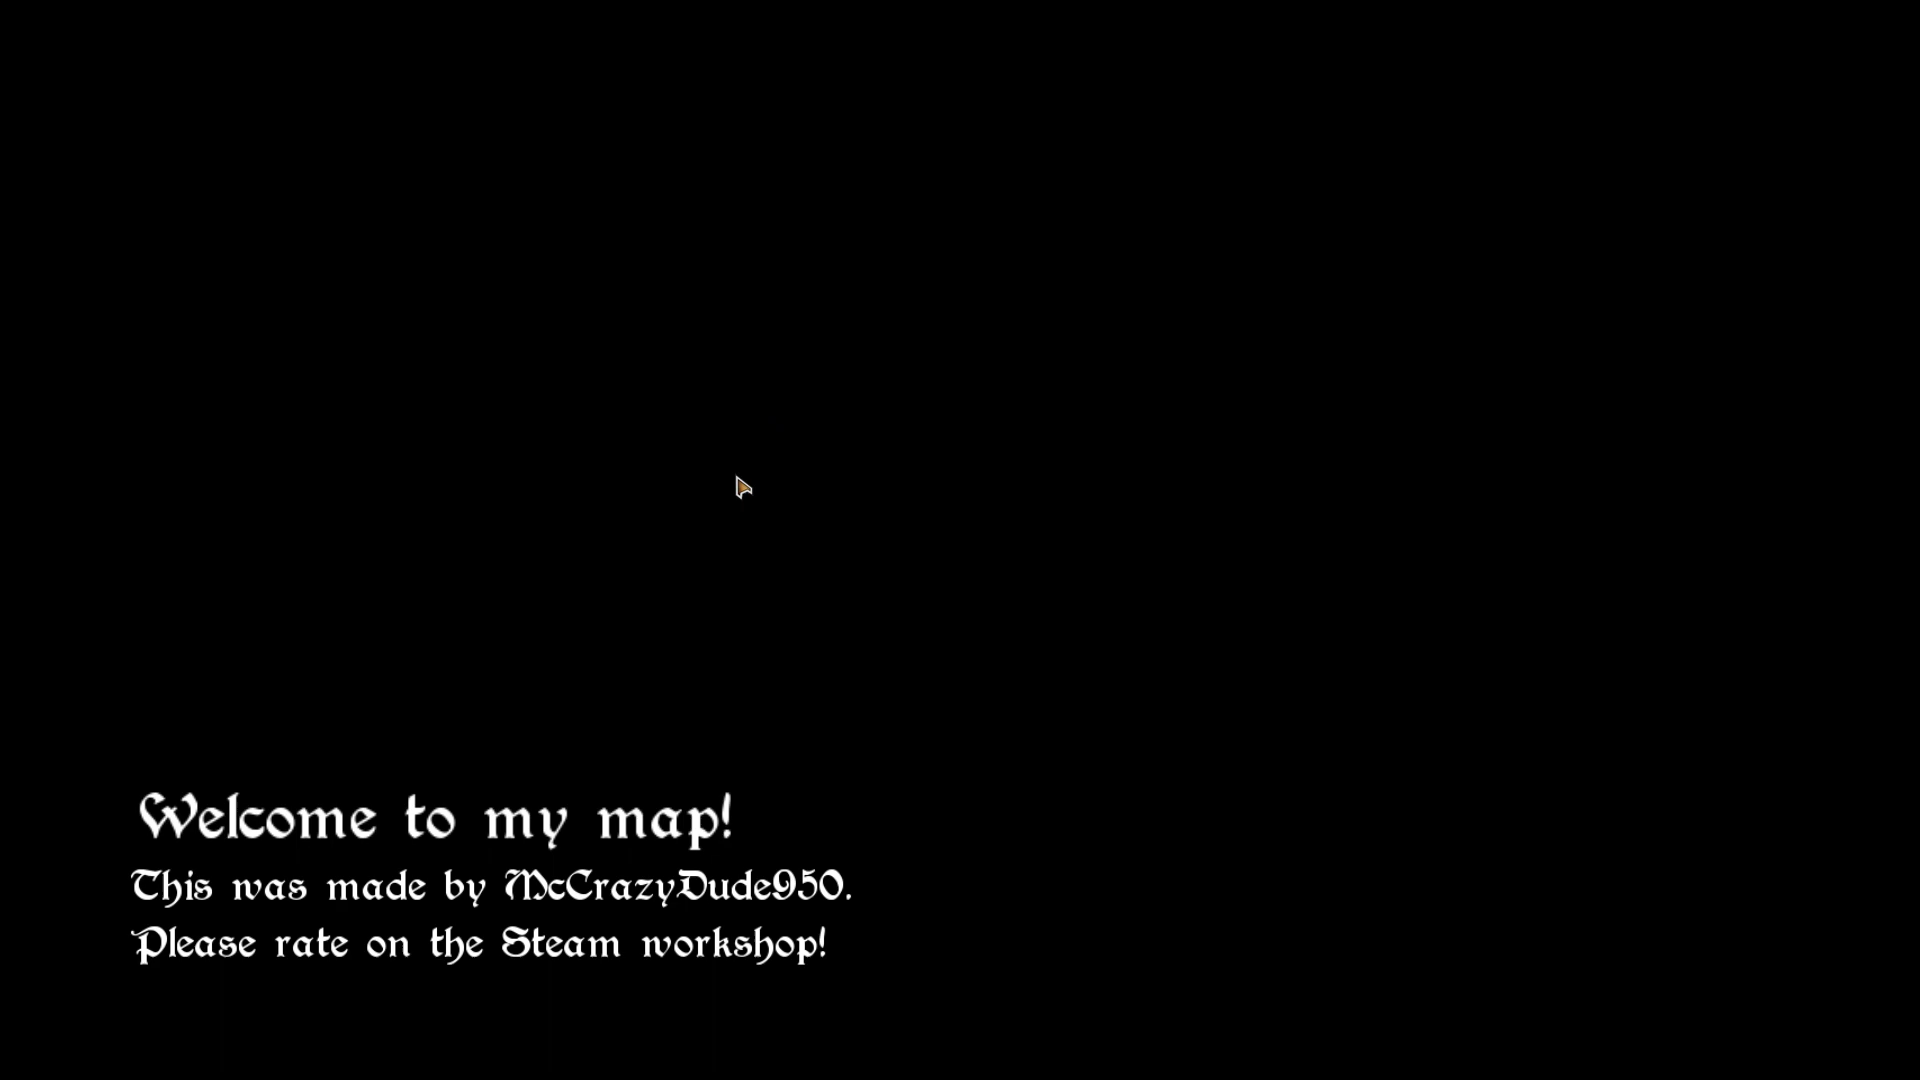 Welcome to my map!
This was made by McCrazyDude950.
Please rate on the Steam workshop!